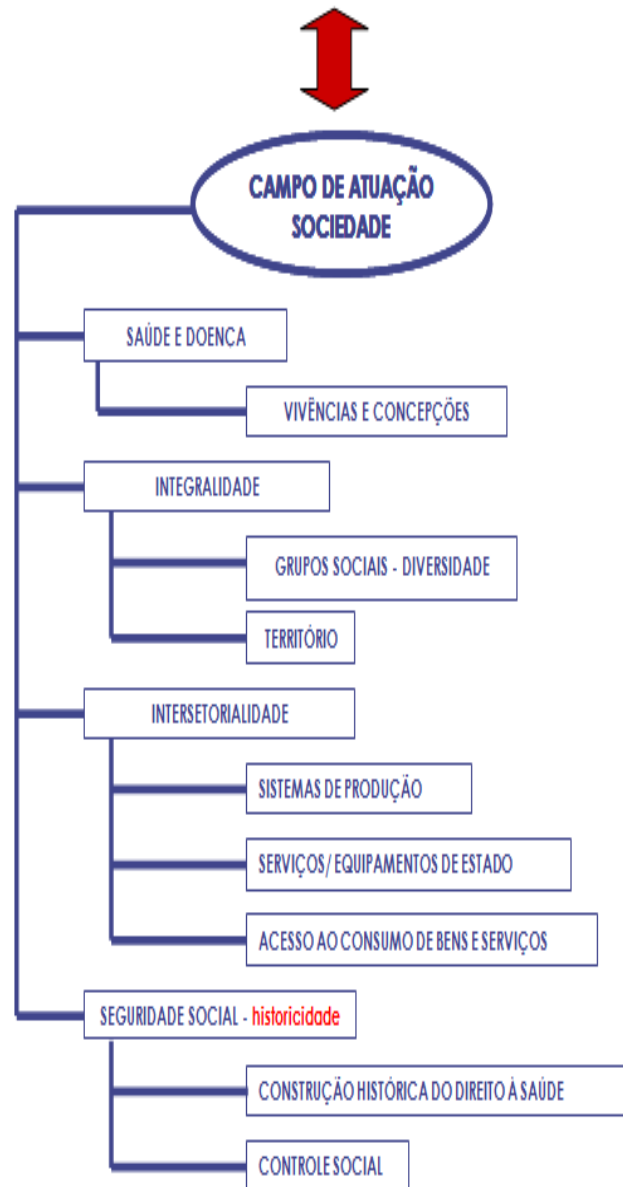 CAMPO DE ATUAÇÃO
SOCIEDADE
SAÚDE E DOENÇA
VIVÊNCIAS E CONCEPÇÕES
INTEGRALIDADE
GRUPOS SOCIAIS - DIVERSIDADE
TERRITÓRIO
INTERSETORIALIDADE
SISTEMAS DE PRODUÇÃO
SERVIÇOS/ EQUIPAMENTOS DE ESTADO
ACESSO AO CONSUMO DE BENS E SERVIÇOS
SEGURIDADE SOCIAL - historicidade
CONSTRUÇÃO HISTÓRICA DO DIREITO À SAÚDE
CONTROLE SOCIAL